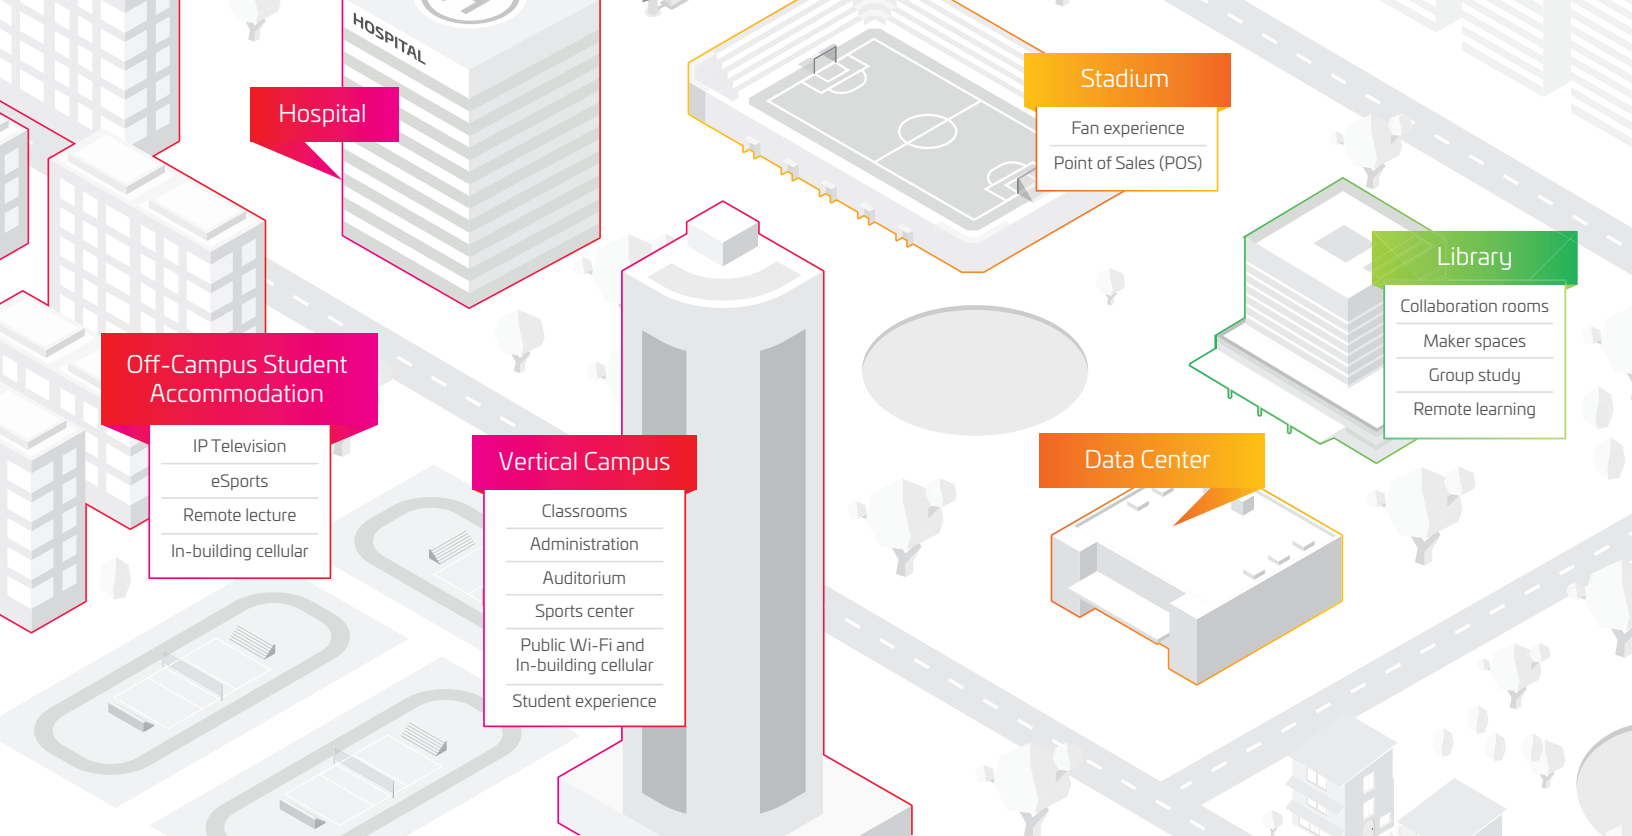 HOSPITAL
Hospital
Stadium
Fan experience
Point of Sales (POS)
Library
Collaboration rooms
Maker spaces
Group study
Remote learning
Off-Campus Student
Accommodation
IP Television
eSports
Remote lecture
In-building cellular
Vertical Campus
Classrooms
Administration
Auditorium
Sports center
Public Wi-Fi and
In-building cellular
Student experience
Data Center